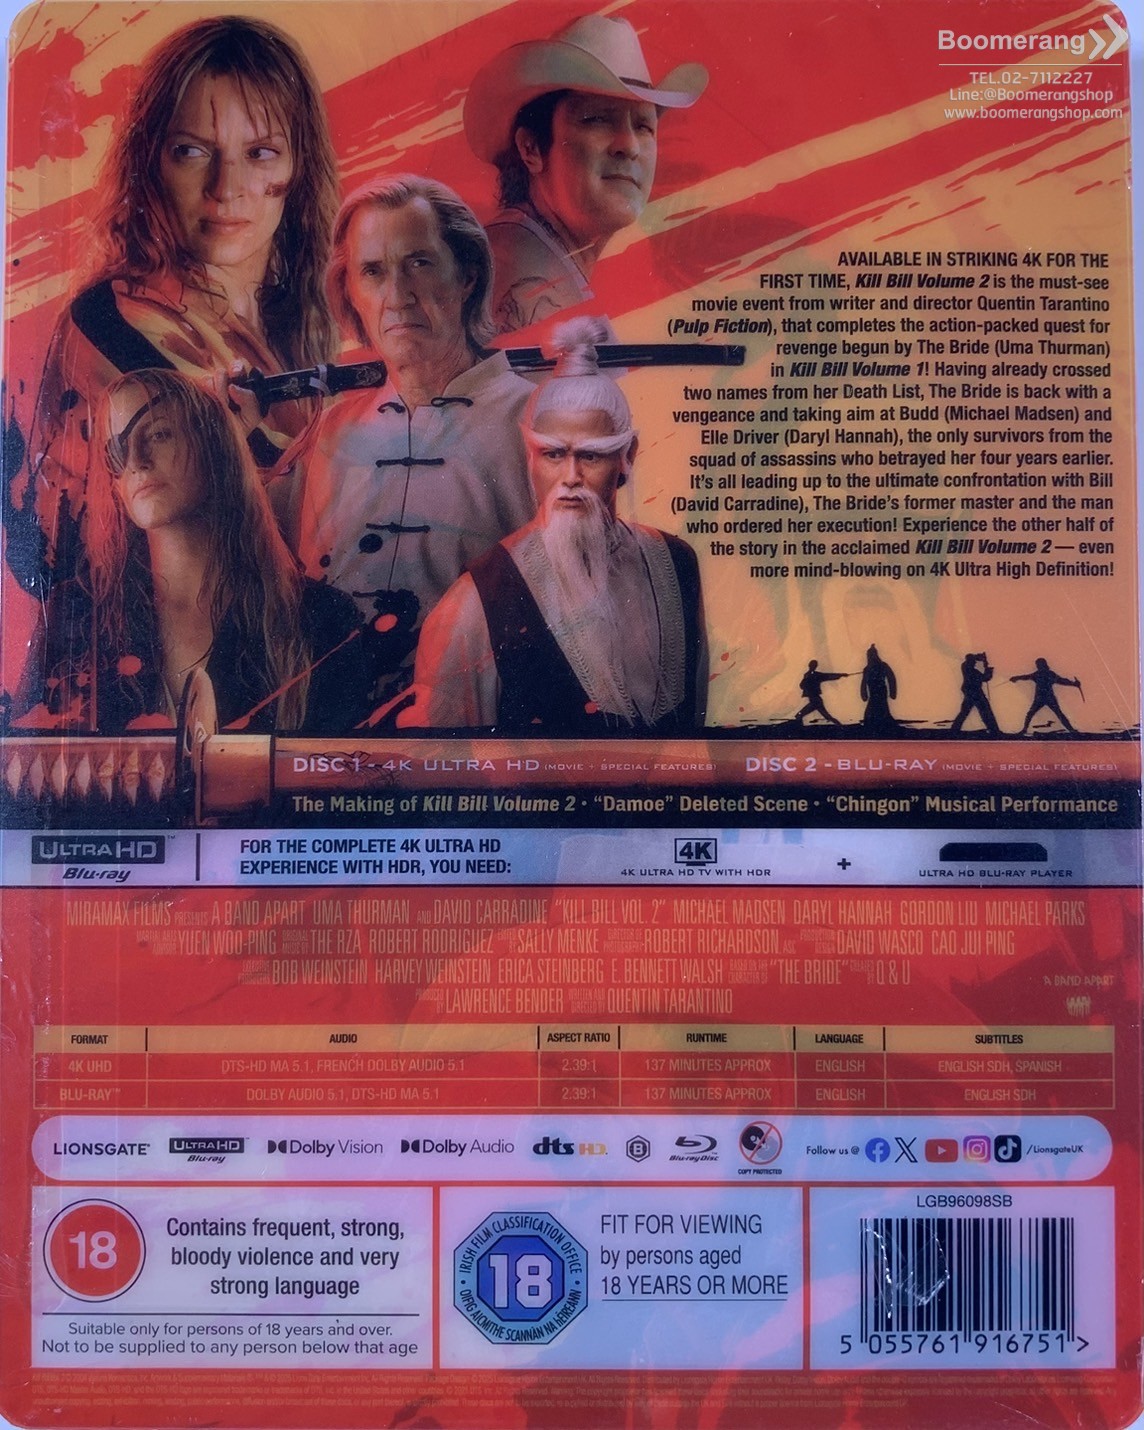 Boomerang
TEL.02-7112227
Line:@Boomerangshop
www.boomerangshop.com
AVAILABLE IN STRIKING 4K FOR THE
FIRST TIME, Kill Bill Volume 2 is the must-see
movie event from writer and director Quentin Tarantino
(Pulp Fiction), that completes the action-packed quest for
revenge begun by The Bride (Uma Thurman)
in Kill Bill Volume 1! Having already crossed
two names from her Death List, The Bride is back with a
vengeance and taking aim at Budd (Michael Madsen) and
Elle Driver (Daryl Hannah), the only survivors from the
squad of assassins who betrayed her four years earlier.
It's all leading up to the ultimate confrontation with Bill
(David Carradine), The Bride's former master and the man
who ordered her execution! Experience the other half of
the story in the acclaimed Kill Bill Volume 2 — even
more mind-blowing on 4K Ultra High Definition!
DISC 1 - 4K ULTRA HD (MOVIE + SPECIAL FEATURES) DISC 2 - BLU-RAY (MOVIE + SPECIAL FEATURES)
The Making of Kill Bill Volume 2 • “Damoe” Deleted Scene • “Chingon” Musical Performance
ULTRA HD Blu-ray™
FOR THE COMPLETE 4K ULTRA HD
EXPERIENCE WITH HDR, YOU NEED:
4K
4K ULTRA HD TV WITH HDR + ULTRA HD BLU-RAY PLAYER
MIRAMAX FILMS PRESENTS A BAND APART UMA THURMAN AND DAVID CARRADINE “KILL BILL VOL. 2” MICHAEL MADSEN DARYL HANNAH GORDON LIU MICHAEL PARKS
YUEN WOO-PING THE RZA ROBERT RODRIGUEZ SALLY MENKE ROBERT RICHARDSON, ASC DAVID WASCO CAO JUI PING
BOB WEINSTEIN HARVEY WEINSTEIN ERICA STEINBERG E. BENNETT WALSH “THE BRIDE” Q & U
LAWRENCE BENDER QUENTIN TARANTINO
A BAND APART
FORMAT AUDIO ASPECT RATIO RUNTIME LANGUAGE SUBTITLES
4K UHD DTS-HD MA 5.1, FRENCH DOLBY AUDIO 5.1 2.39:1 137 MINUTES APPROX ENGLISH ENGLISH SDH, SPANISH
BLU-RAY™ DOLBY AUDIO 5.1, DTS-HD MA 5.1 2.39:1 137 MINUTES APPROX ENGLISH ENGLISH SDH
LIONSGATE ULTRA HD Blu-ray Dolby Vision Dolby Audio dts HD B Blu-ray Disc COPY PROTECTED Follow us @ /LionsgateUK
18
Contains frequent, strong,
bloody violence and very
strong language
Suitable only for persons of 18 years and over.
Not to be supplied to any person below that age
IRISH FILM CLASSIFICATION OFFICE
18
OIFIG AICMITHE SCANNÁN NA hÉIREANN
FIT FOR VIEWING
by persons aged
18 YEARS OR MORE
LGB96098SB
5 055761 916751 >